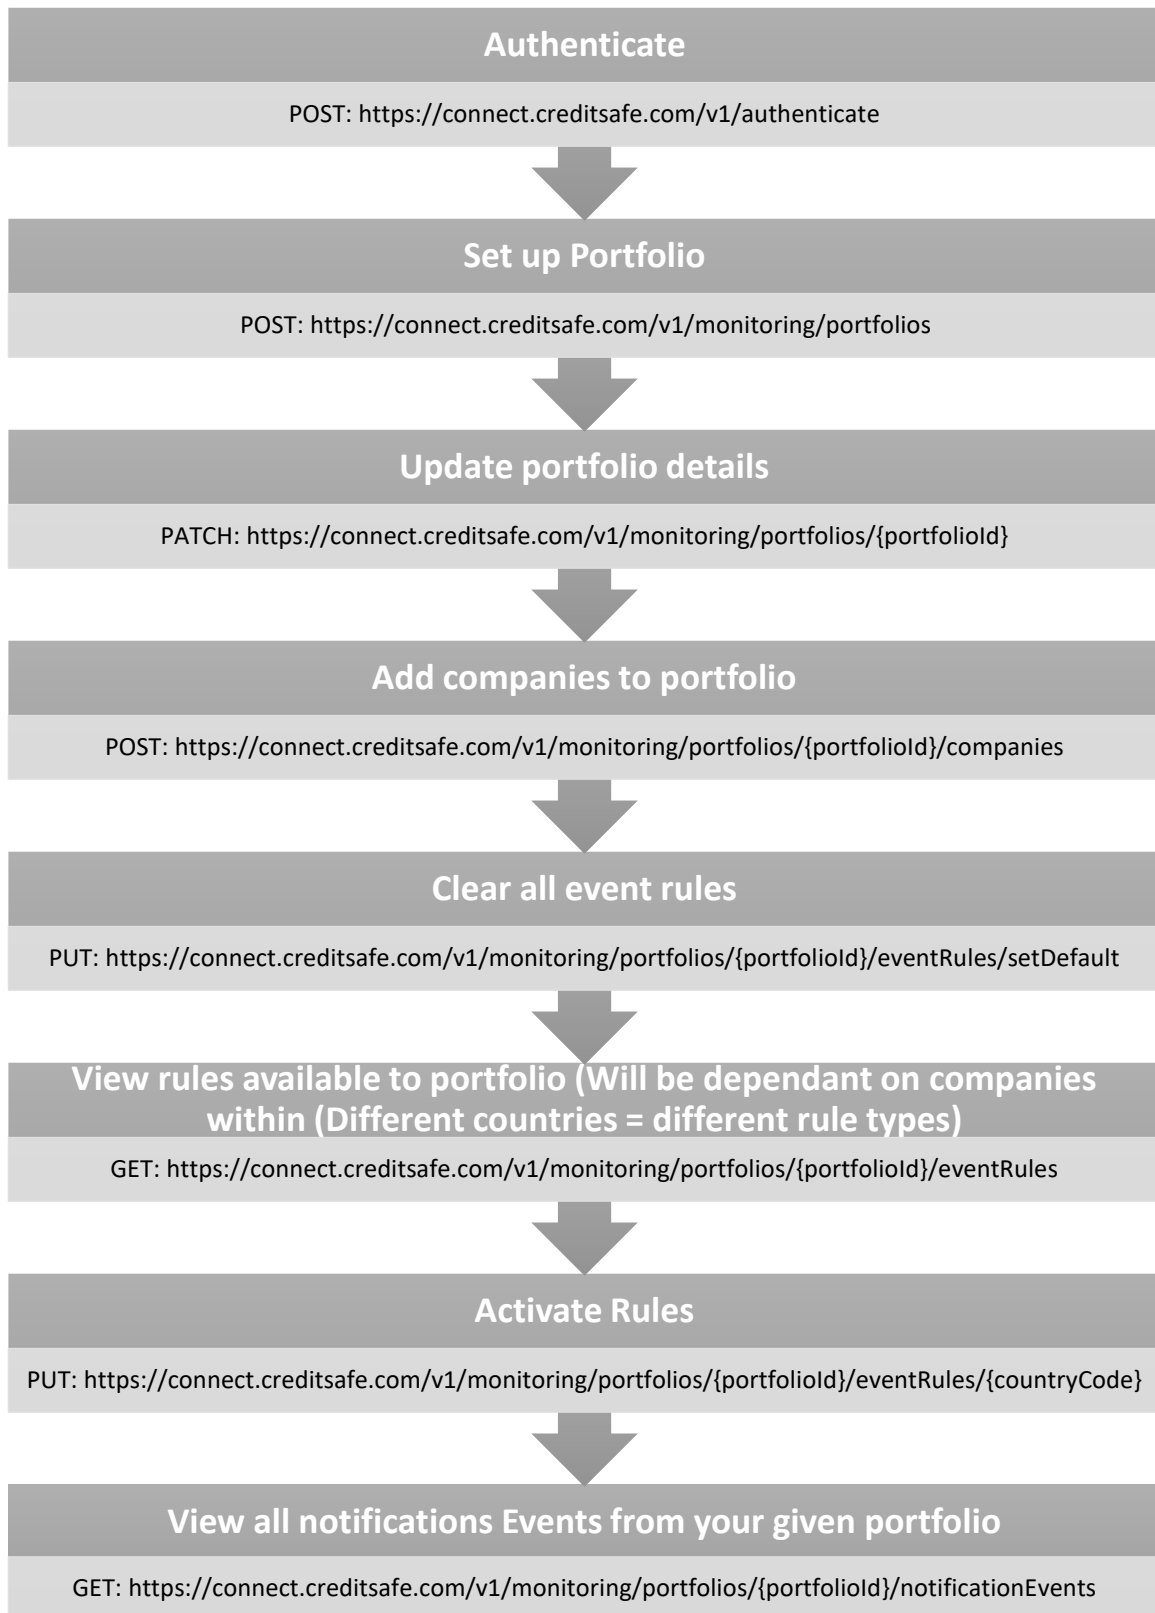 Authenticate
POST: https://connect.creditsafe.com/v1/authenticate
Set up Portfolio
POST: https://connect.creditsafe.com/v1/monitoring/portfolios
Update portfolio details
PATCH: https://connect.creditsafe.com/v1/monitoring/portfolios/{portfolioId}
Add companies to portfolio
POST: https://connect.creditsafe.com/v1/monitoring/portfolios/{portfolioId}/companies
Clear all event rules
PUT: https://connect.creditsafe.com/v1/monitoring/portfolios/{portfolioId}/eventRules/setDefault
View rules available to portfolio (Will be dependant on companies
within (Different countries = different rule types)
GET: https://connect.creditsafe.com/v1/monitoring/portfolios/{portfolioId}/eventRules
Activate Rules
PUT: https://connect.creditsafe.com/v1/monitoring/portfolios/{portfolioId}/eventRules/{countryCode}
View all notifications Events from your given portfolio
GET: https://connect.creditsafe.com/v1/monitoring/portfolios/{portfolioId}/notificationEvents